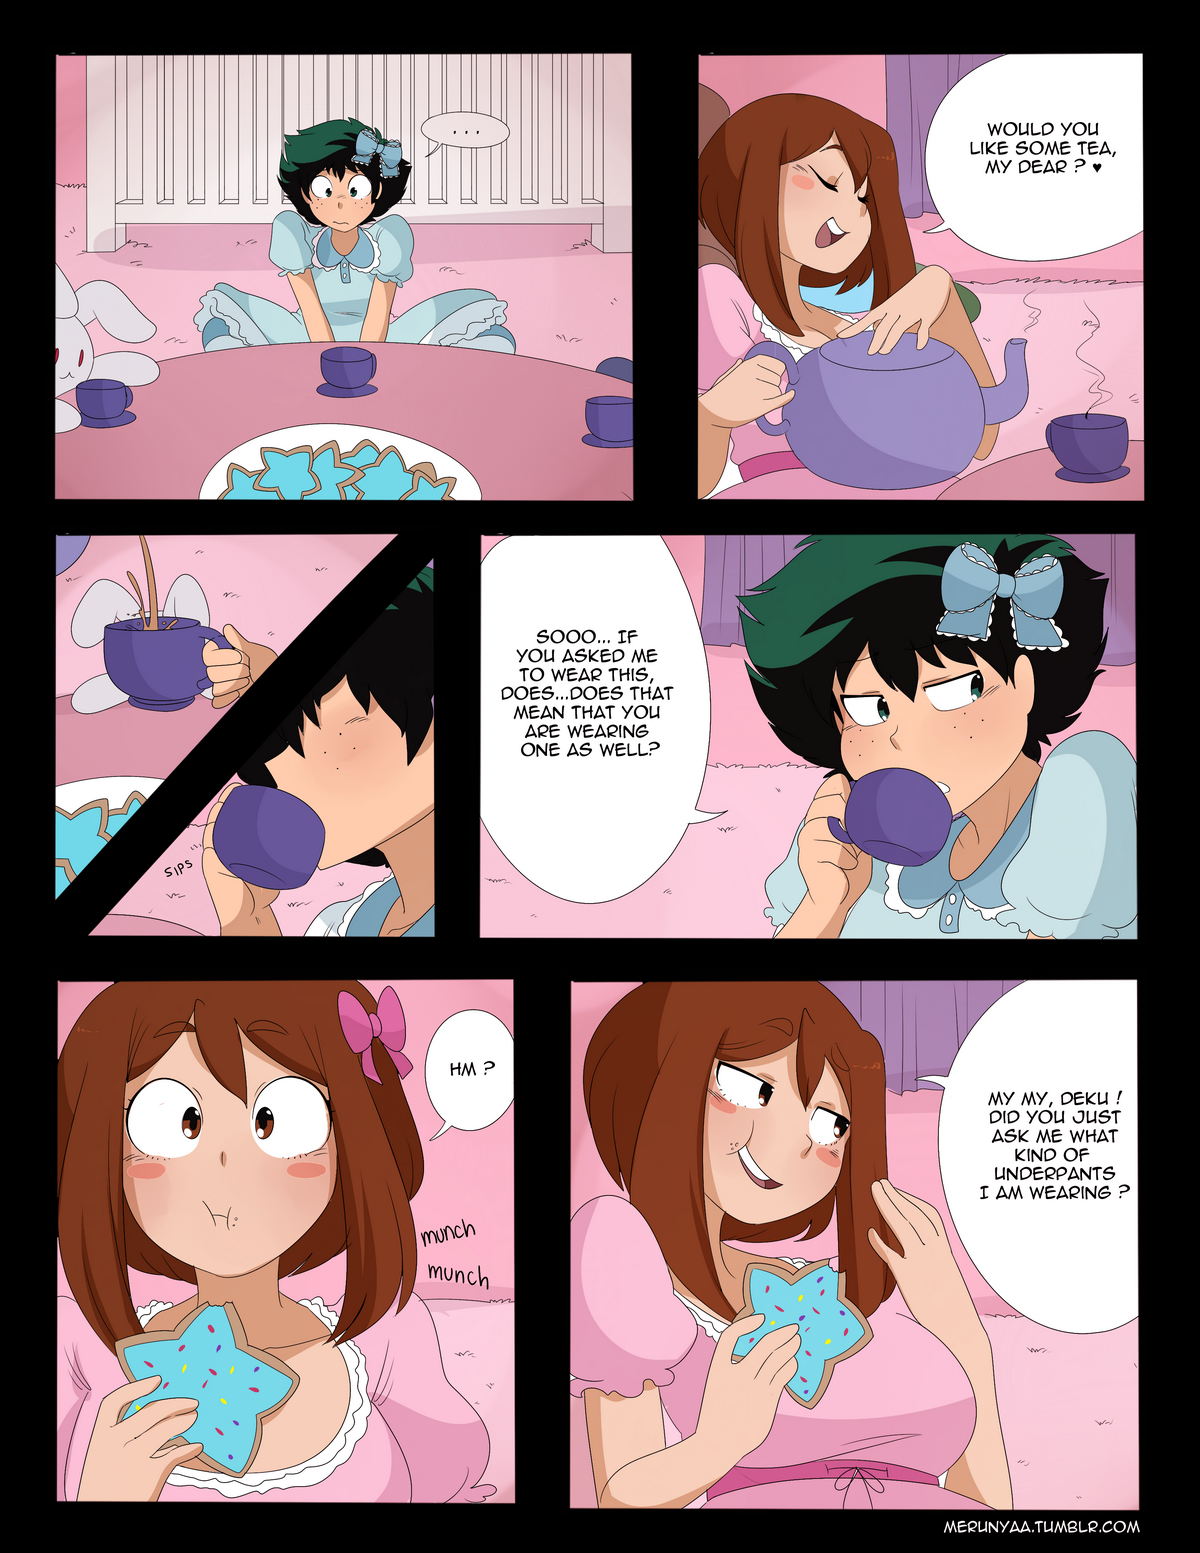 ...
WOULD YOU
LIKE SOME TEA,
MY DEAR ? ♥
SIPS
SOOO... IF
YOU ASKED ME
TO WEAR THIS,
DOES...DOES THAT
MEAN THAT YOU
ARE WEARING
ONE AS WELL?
HM ?
munch
munch
MY MY, DEKU !
DID YOU JUST
ASK ME WHAT
KIND OF
UNDERPANTS
I AM WEARING ?
MERUNYAA.TUMBLR.COM